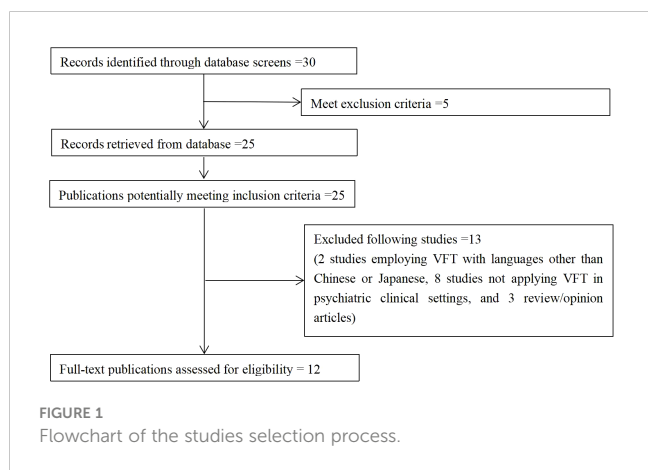 Records identified through database screens =30
Meet exclusion criteria =5
Records retrieved from database =25
Publications potentially meeting inclusion criteria =25
Excluded following studies =13
(2 studies employing VFT with languages other than
Chinese or Japanese, 8 studies not applying VFT in
psychiatric clinical settings, and 3 review/opinion
articles)
Full-text publications assessed for eligibility = 12
FIGURE 1
Flowchart of the studies selection process.